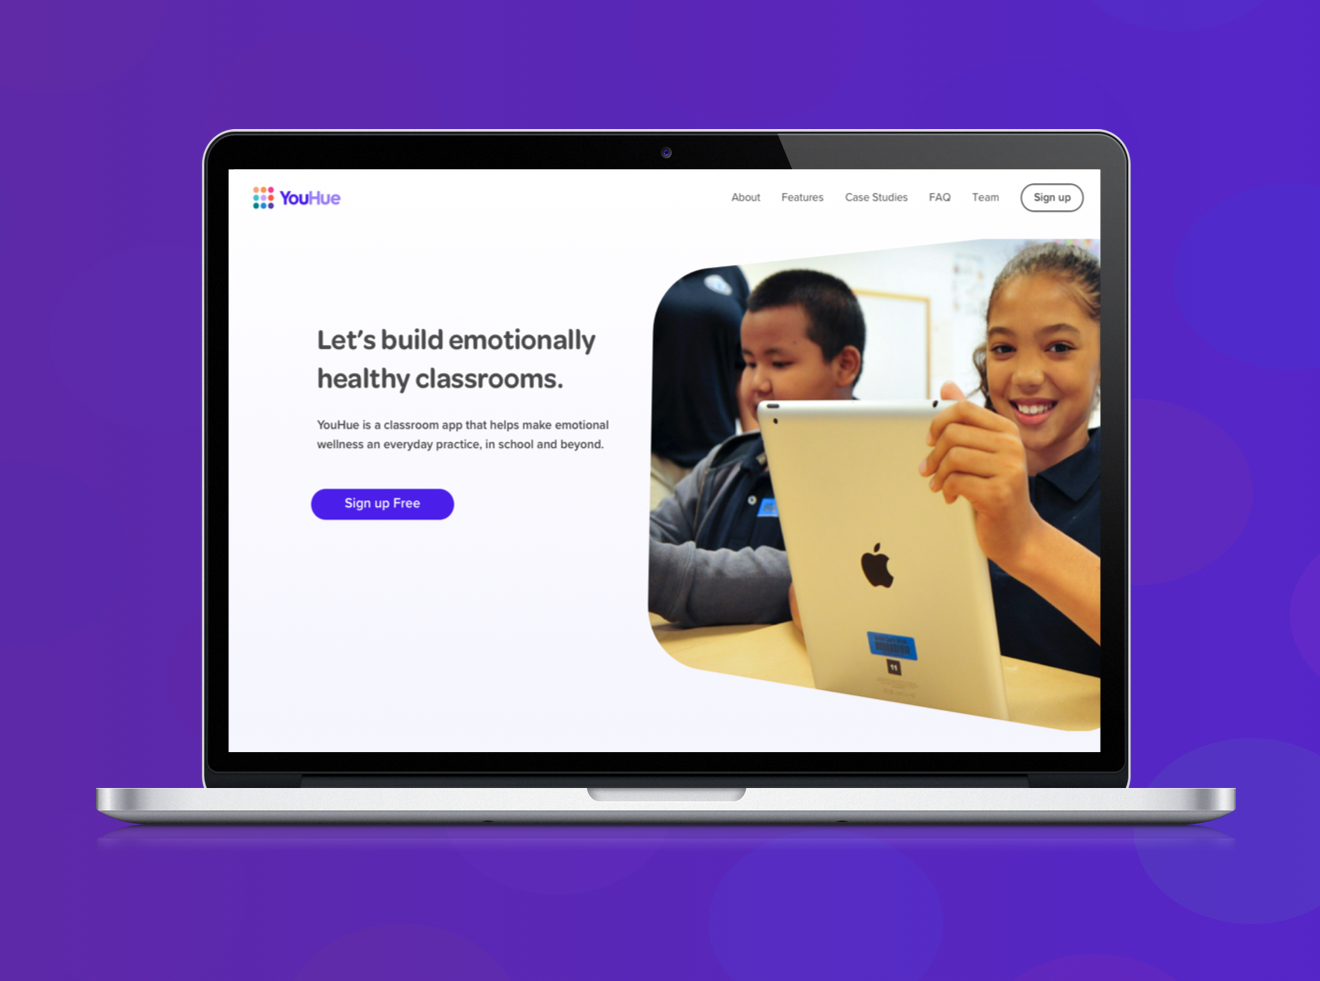 YouHue
About Features Case Studies FAQ Team Sign up
Let's build emotionally
healthy classrooms.
YouHue is a classroom app that helps make emotional
wellness an everyday practice, in school and beyond.
Sign up Free
11